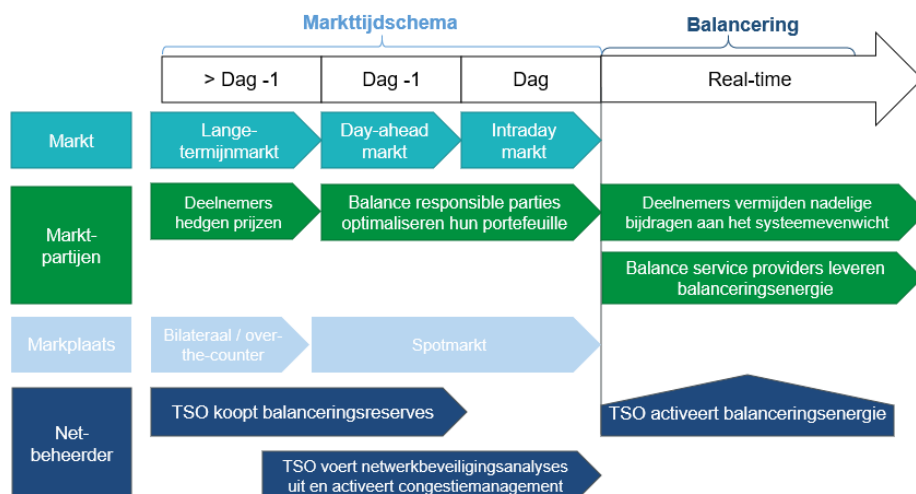 Markttijdschema
Balancering
> Dag -1
Dag -1
Dag
Real-time
Markt
Lange-
termijnmarkt
Day-ahead
markt
Intraday
markt
Markt-
partijen
Deelnemers
hedgen prijzen
Balance responsible parties
optimaliseren hun portefeuille
Deelnemers vermijden nadelige
bijdragen aan het systeemevenwicht
Balance service providers leveren
balanceringsenergie
Markplaats
Bilateraal / over-
the-counter
Spotmarkt
Net-
beheerder
TSO koopt balanceringsreserves
TSO activeert balanceringsenergie
TSO voert netwerkbeveiligingsanalyses
uit en activeert congestiemanagement